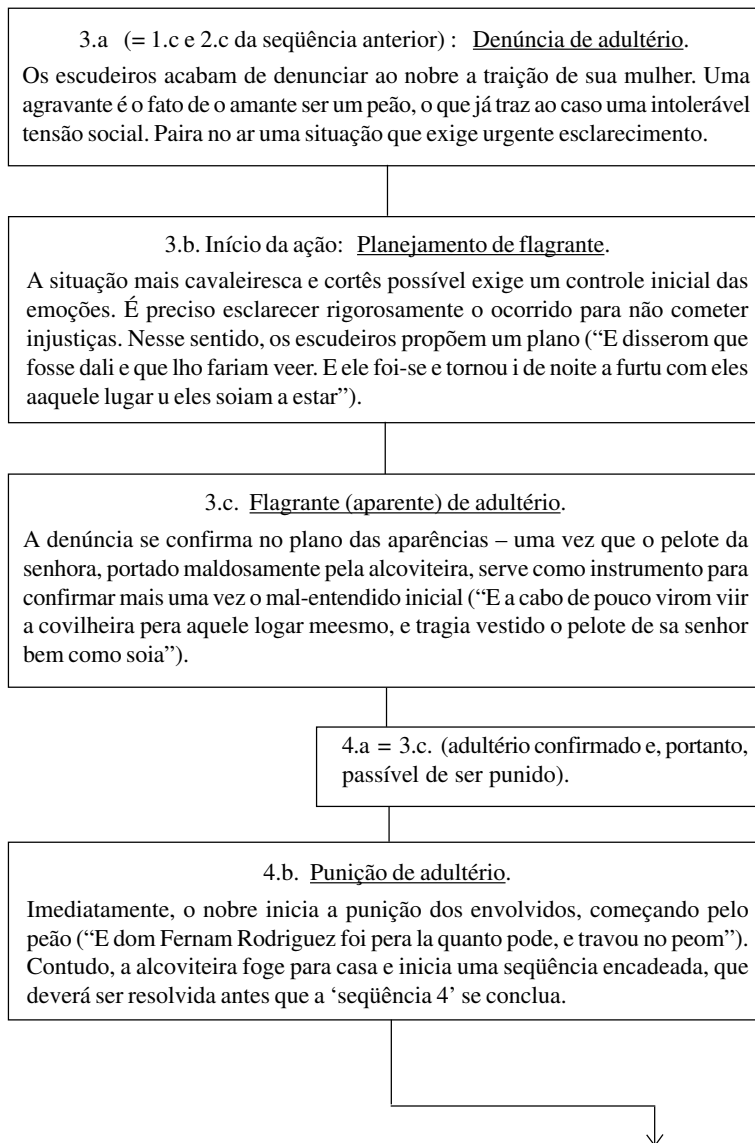 3.a (= 1.c e 2.c da seqüência anterior) : Denúncia de adultério.
Os escudeiros acabam de denunciar ao nobre a traição de sua mulher. Uma
agravante é o fato de o amante ser um peão, o que já traz ao caso uma intolerável
tensão social. Paira no ar uma situação que exige urgente esclarecimento.
3.b. Início da ação: Planejamento de flagrante.
A situação mais cavaleiresca e cortês possível exige um controle inicial das
emoções. É preciso esclarecer rigorosamente o ocorrido para não cometer
injustiças. Nesse sentido, os escudeiros propõem um plano (“E disserom que
fosse dali e que lho fariam veer. E ele foi-se e tornou i de noite a furtu com eles
aaquele lugar u eles soiam a estar”).
3.c. Flagrante (aparente) de adultério.
A denúncia se confirma no plano das aparências – uma vez que o pelote da
senhora, portado maldosamente pela alcoviteira, serve como instrumento para
confirmar mais uma vez o mal-entendido inicial (“E a cabo de pouco virom viir
a covilheira pera aquele logar meesmo, e tragia vestido o pelote de sa senhor
bem como soia”).
4.a = 3.c. (adultério confirmado e, portanto,
passível de ser punido).
4.b. Punição de adultério.
Imediatamente, o nobre inicia a punição dos envolvidos, começando pelo
peão (“E dom Fernam Rodriguez foi pera la quanto pode, e travou no peom”).
Contudo, a alcoviteira foge para casa e inicia uma seqüência encadeada, que
deverá ser resolvida antes que a ‘seqüência 4’ se conclua.